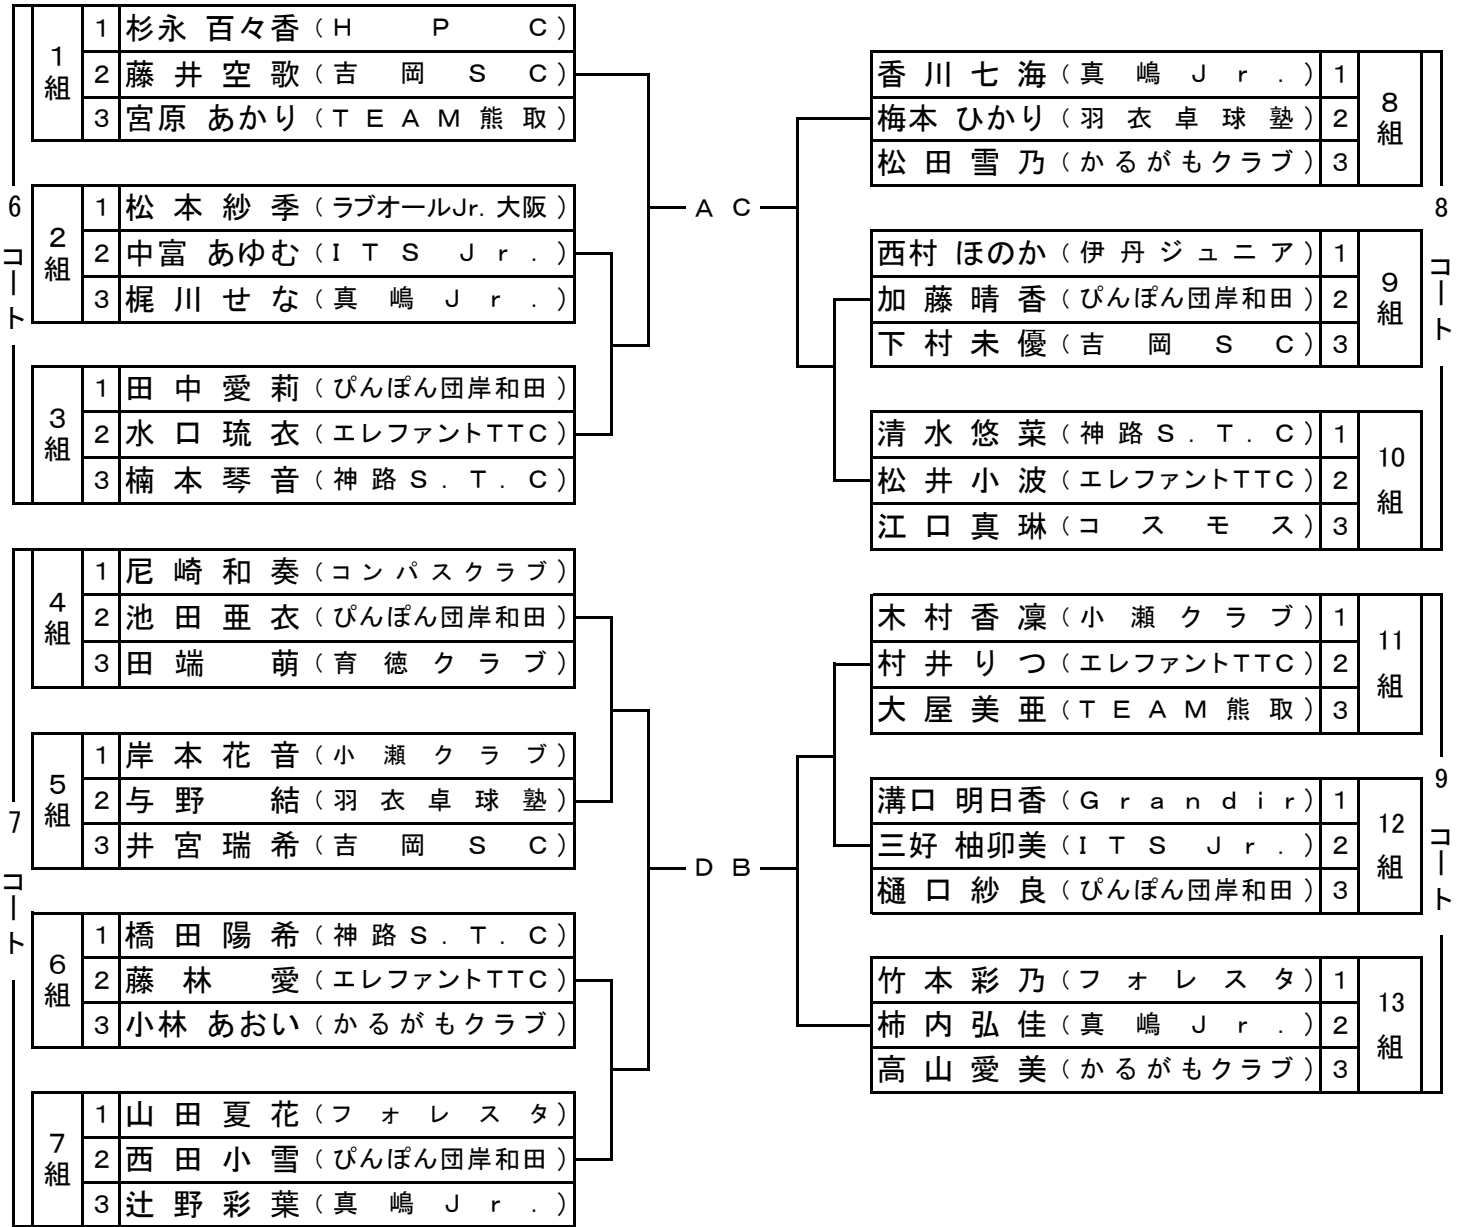 6コート
1組
1 杉永 百々香 (HPC)
2 藤井空歌 (吉岡SC)
3 宮原 あかり (TEAM熊取)
2組
1 松本紗季 (ラブオールJr.大阪)
2 中富 あゆむ (ITS Jr.)
3 梶川せな (真嶋Jr.)
3組
1 田中愛莉 (ぴんぽん団岸和田)
2 水口琉衣 (エレファントTTC)
3 楠本琴音 (神路S.T.C)
7コート
4組
1 尼崎和奏 (コンパスクラブ)
2 池田亜衣 (ぴんぽん団岸和田)
3 田端 萌 (育徳クラブ)
5組
1 岸本花音 (小瀬クラブ)
2 与野 結 (羽衣卓球塾)
3 井宮瑞希 (吉岡SC)
6組
1 橋田陽希 (神路S.T.C)
2 藤林 愛 (エレファントTTC)
3 小林 あおい (かるがもクラブ)
7組
1 山田夏花 (フォレスタ)
2 西田小雪 (ぴんぽん団岸和田)
3 辻野彩葉 (真嶋Jr.)
A C
D B
香川七海 (真嶋Jr.) 1
梅本 ひかり (羽衣卓球塾) 2
松田雪乃 (かるがもクラブ) 3
8組
西村 ほのか (伊丹ジュニア) 1
加藤晴香 (ぴんぽん団岸和田) 2
下村未優 (吉岡SC) 3
9組
清水悠菜 (神路S.T.C) 1
松井小波 (エレファントTTC) 2
江口真琳 (コスモス) 3
10組
8コート
木村香凜 (小瀬クラブ) 1
村井りつ (エレファントTTC) 2
大屋美亜 (TEAM熊取) 3
11組
溝口 明日香 (Grandir) 1
三好 柚卯美 (ITS Jr.) 2
樋口紗良 (ぴんぽん団岸和田) 3
12組
竹本彩乃 (フォレスタ) 1
柿内弘佳 (真嶋Jr.) 2
高山愛美 (かるがもクラブ) 3
13組
9コート